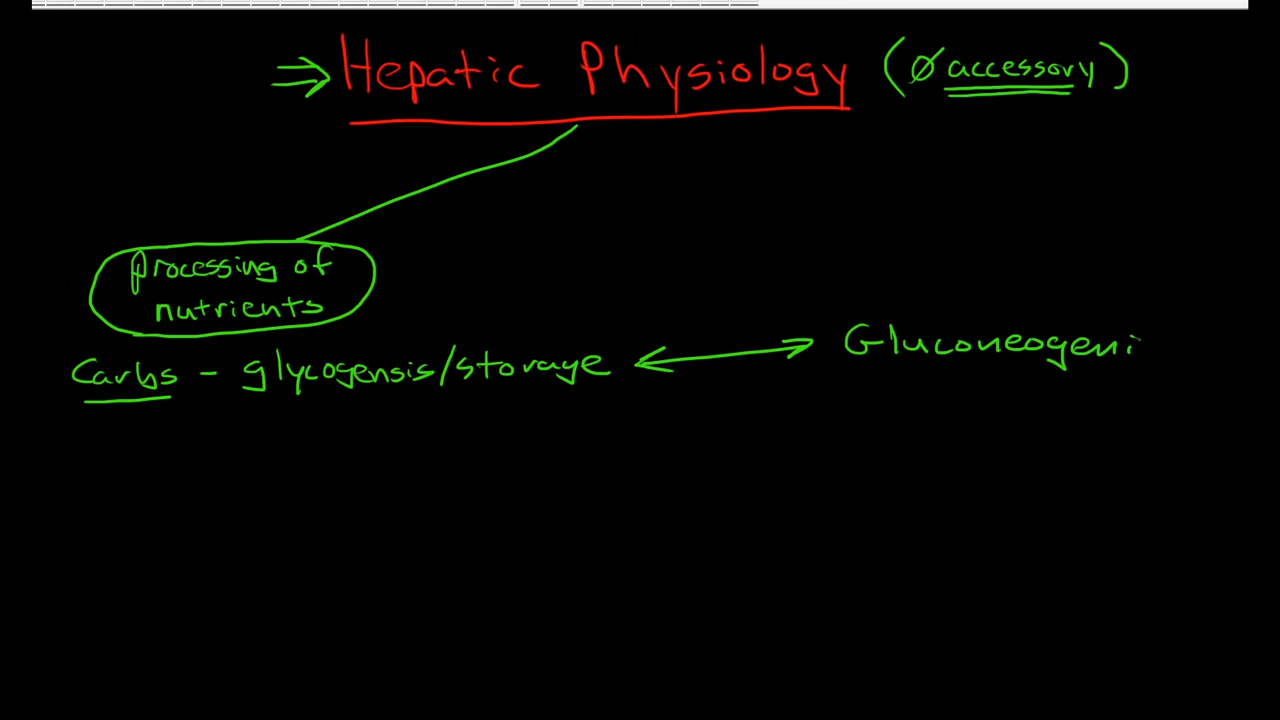 ⇒ Hepatic Physiology (Ø accessory)
processing of
nutrients
Carbs - glycogensis/storage ↔ Gluconeogeni